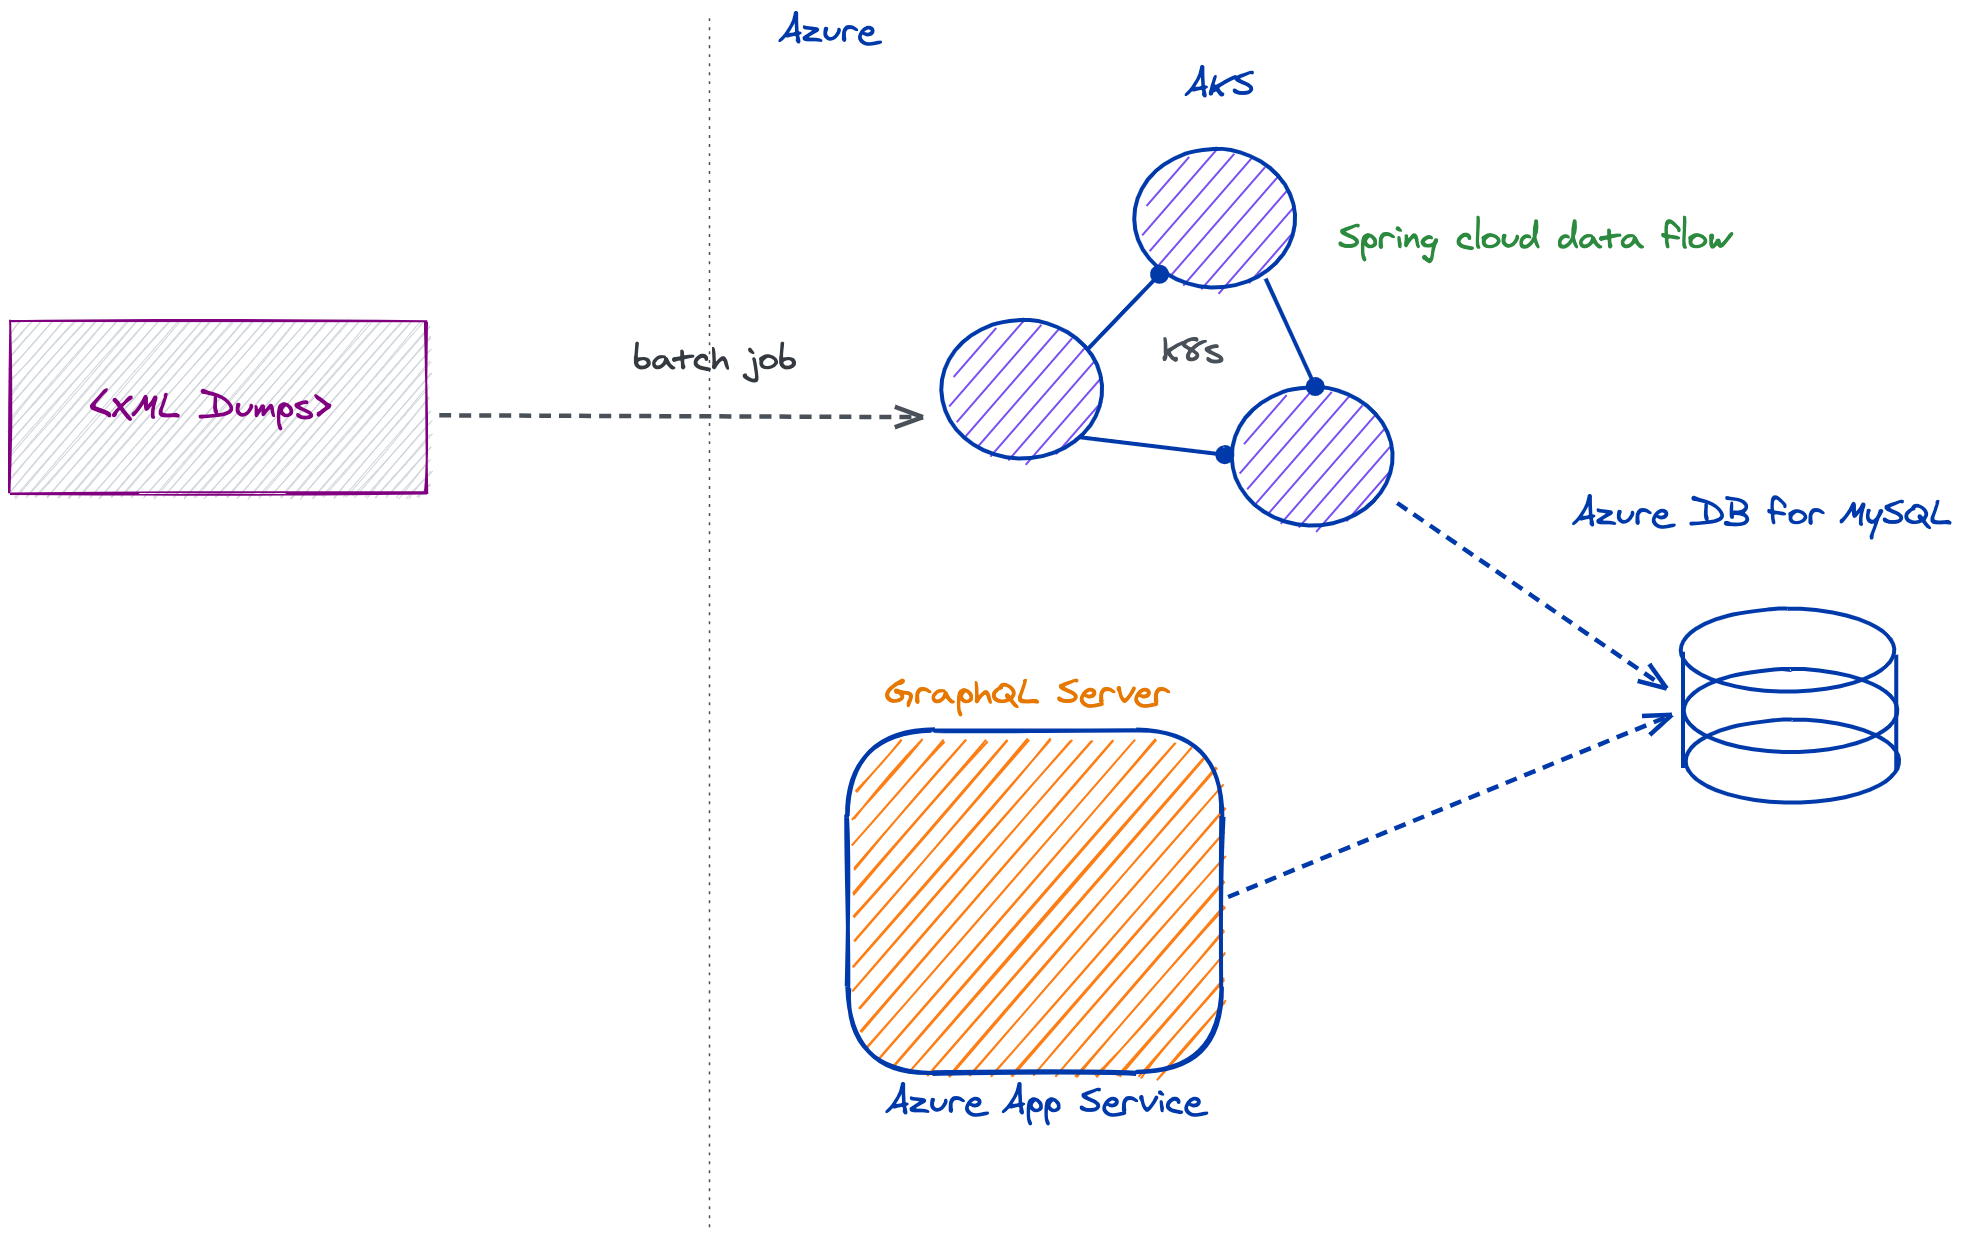 Azure
AKS
Spring cloud data flow
batch job
K8s
<XML Dumps>
Azure DB for MySQL
GraphQL Server
Azure App Service